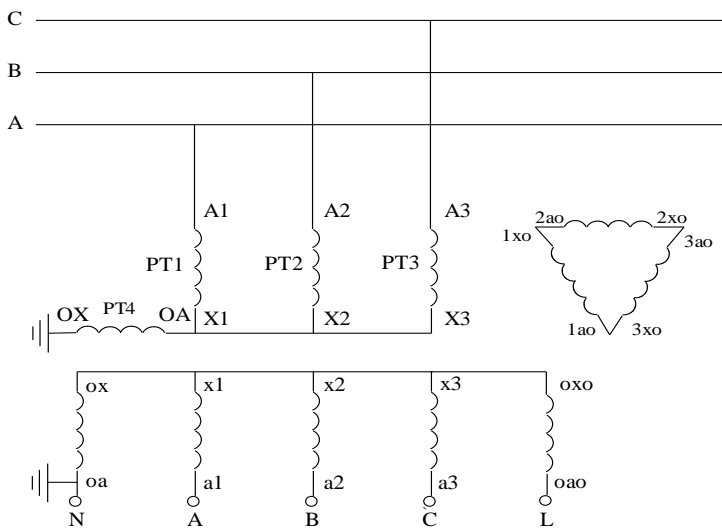 C
B
A
A1 A2 A3
2ao 2xo
1xo 3ao
PT1 PT2 PT3
OX PT4 OA X1 X2 X3
1ao 3xo
ox x1 x2 x3 oxo
oa a1 a2 a3 oao
N A B C L